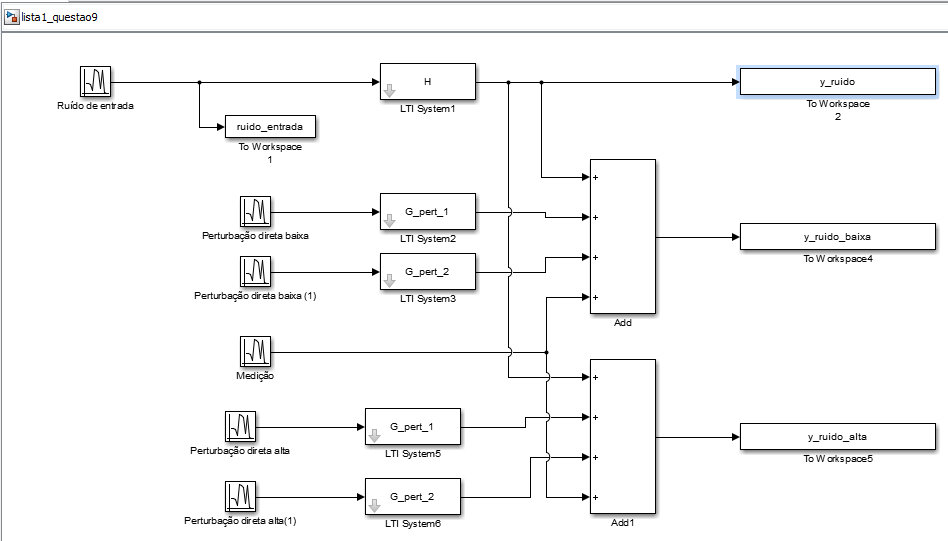 lista1_questao9
Ruído de entrada
H
LTI System1
y_ruido
To Workspace
2
ruido_entrada
To Workspace
1
+
Perturbação direta baixa
G_pert_1
LTI System2
+
y_ruido_baixa
To Workspace4
Perturbação direta baixa (1)
G_pert_2
LTI System3
+
+
Add
Medição
+
Perturbação direta alta
G_pert_1
LTI System5
+
y_ruido_alta
To Workspace5
+
Perturbação direta alta(1)
G_pert_2
LTI System6
+
Add1